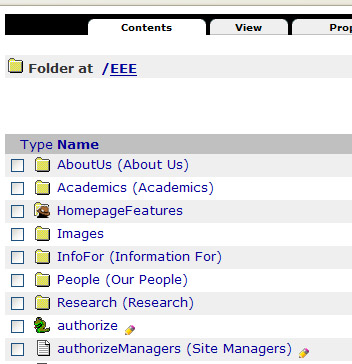 Contents View Prop
Folder at /EEE
Type Name
AboutUs (About Us)
Academics (Academics)
HomepageFeatures
Images
InfoFor (Information For)
People (Our People)
Research (Research)
authorize
authorizeManagers (Site Managers)